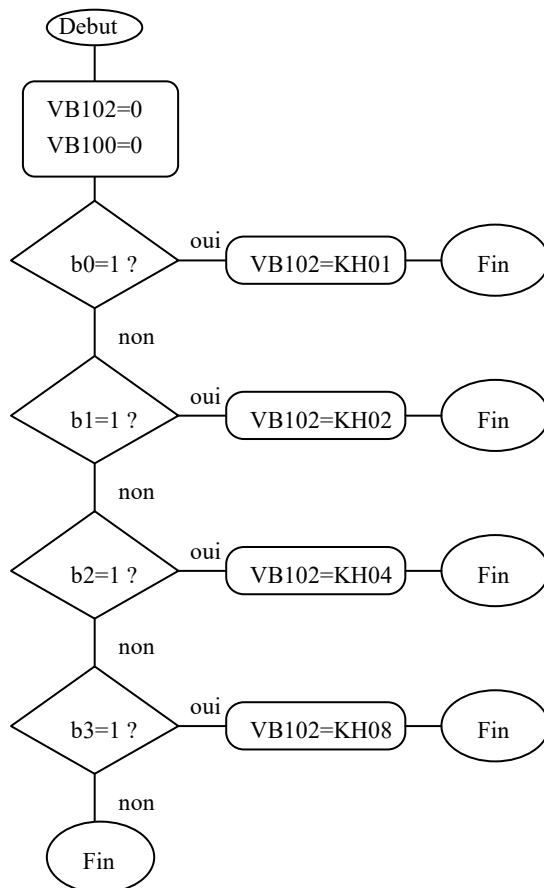 Debut
VB102=0
VB100=0
b0=1 ?
oui
VB102=KH01
Fin
non
b1=1 ?
oui
VB102=KH02
Fin
non
b2=1 ?
oui
VB102=KH04
Fin
non
b3=1 ?
oui
VB102=KH08
Fin
non
Fin